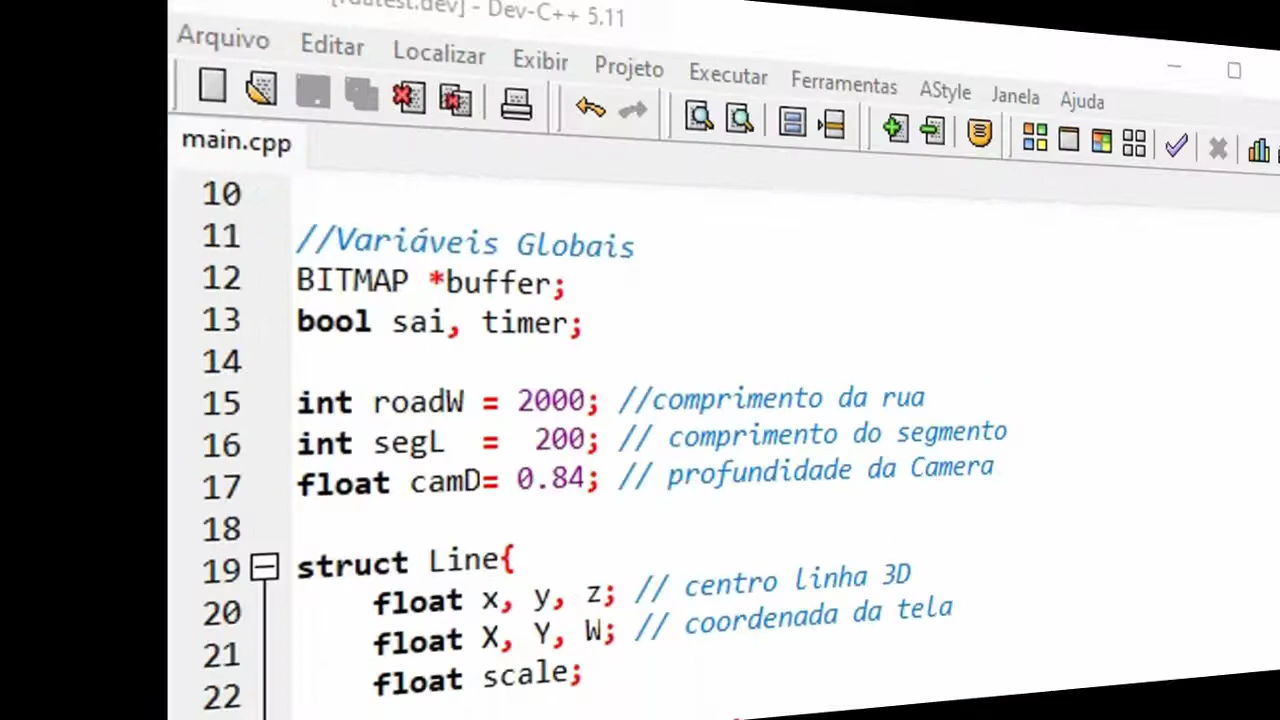 - Dev-C++ 5.11
Arquivo Editar Localizar Exibir Projeto Executar Ferramentas AStyle Janela Ajuda
main.cpp
10
11 //Variáveis Globais
12 BITMAP *buffer;
13 bool sai, timer;
14
15 int roadW = 2000; //comprimento da rua
16 int segL = 200; // comprimento do segmento
17 float camD= 0.84; // profundidade da Camera
18
19 struct Line{
20 float x, y, z; // centro linha 3D
21 float X, Y, W; // coordenada da tela
22 float scale;